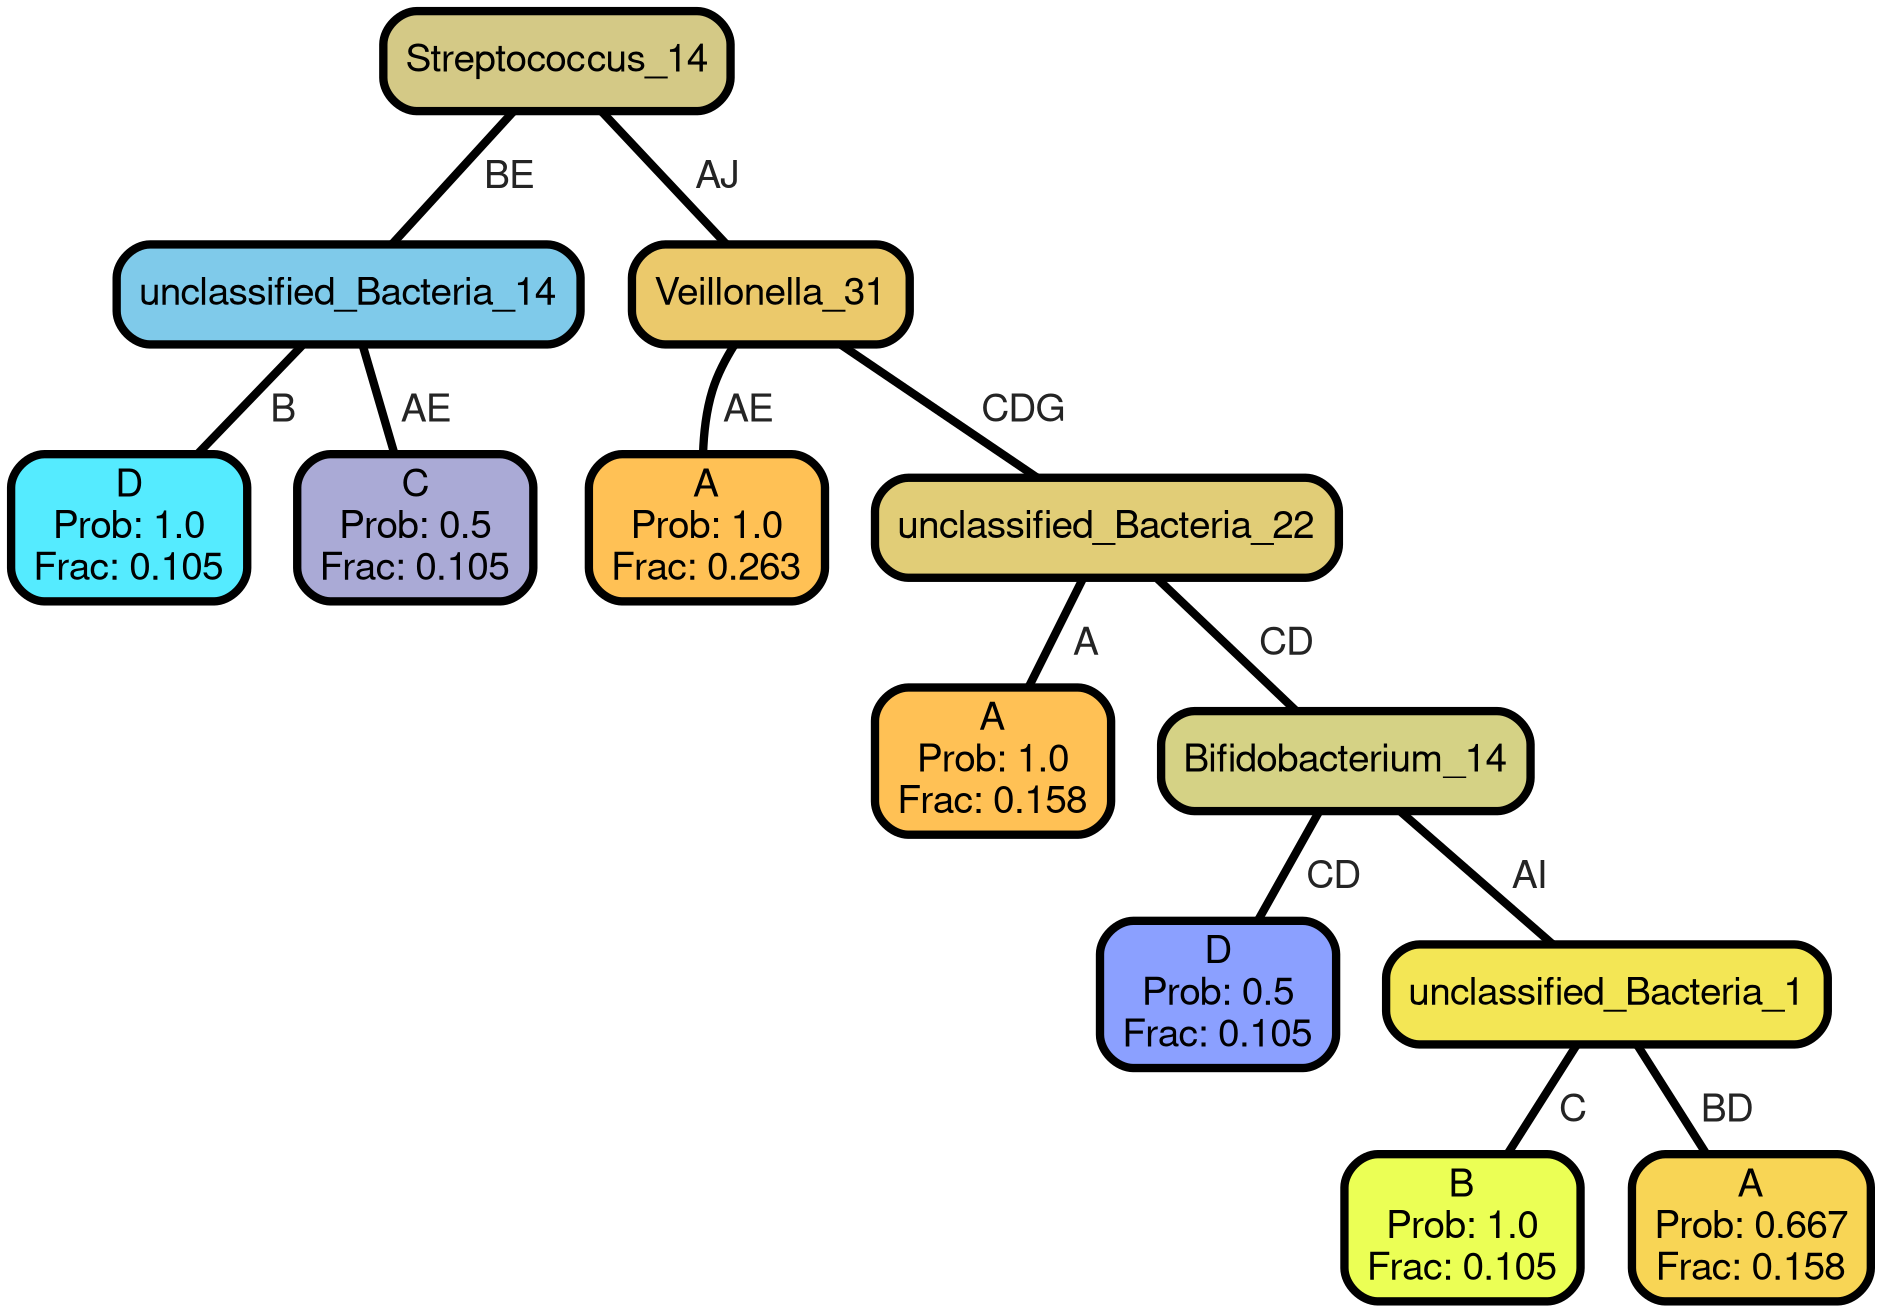 Streptococcus_14
BE
AJ
unclassified_Bacteria_14
Veillonella_31
B
AE
AE
CDG
D
Prob: 1.0
Frac: 0.105
C
Prob: 0.5
Frac: 0.105
A
Prob: 1.0
Frac: 0.263
unclassified_Bacteria_22
A
CD
A
Prob: 1.0
Frac: 0.158
Bifidobacterium_14
CD
AI
D
Prob: 0.5
Frac: 0.105
unclassified_Bacteria_1
C
BD
B
Prob: 1.0
Frac: 0.105
A
Prob: 0.667
Frac: 0.158